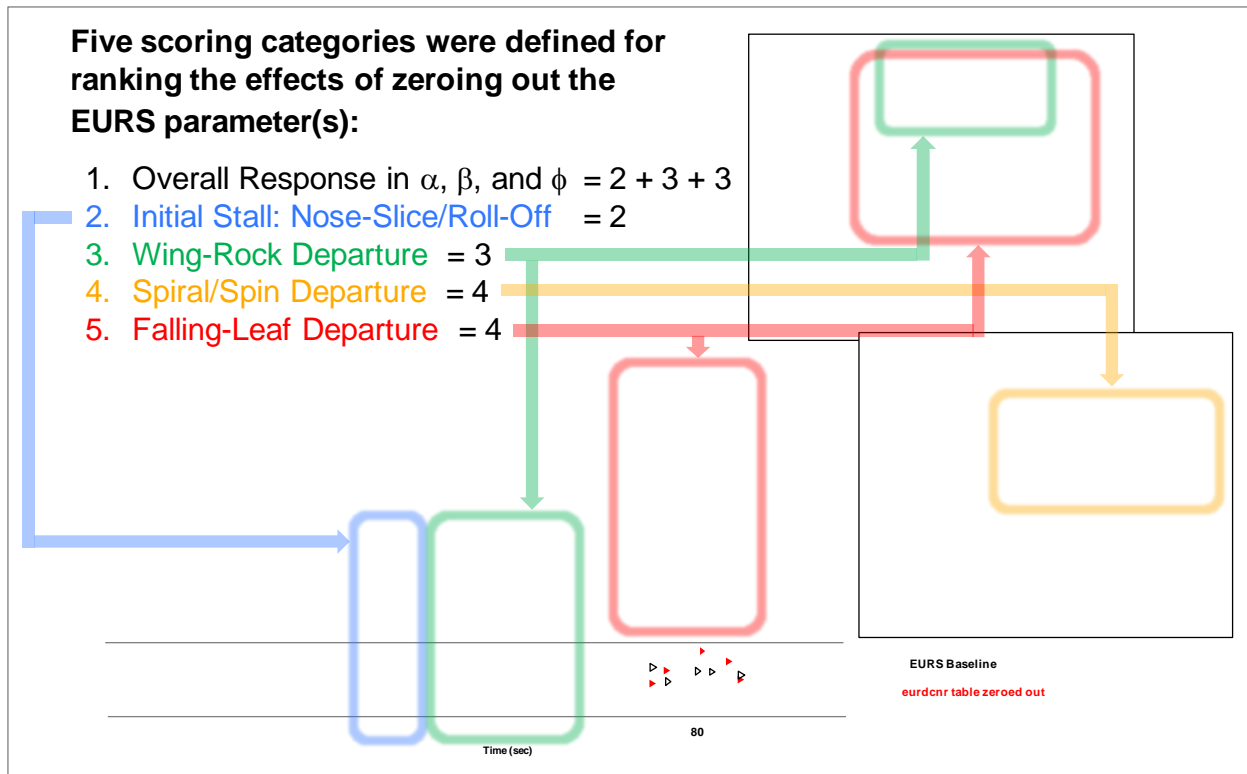 Five scoring categories were defined for
ranking the effects of zeroing out the
EURS parameter(s):
1. Overall Response in α, β, and ϕ = 2 + 3 + 3
2. Initial Stall: Nose-Slice/Roll-Off = 2
3. Wing-Rock Departure = 3
4. Spiral/Spin Departure = 4
5. Falling-Leaf Departure = 4
EURS Baseline
eurdcnr table zeroed out
80
Time (sec)